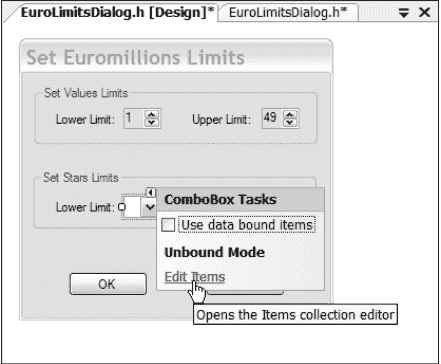 EuroLimitsDialog.h [Design]* EuroLimitsDialog.h*
Set Euromillions Limits
Set Values Limits
Lower Limit: 1 Upper Limit: 49
Set Stars Limits
Lower Limit:
ComboBox Tasks
Use data bound items
Unbound Mode
Edit Items
OK
Opens the Items collection editor